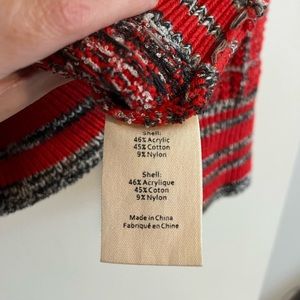 Shell:
46% Acrylic
45% Cotton
9% Nylon
Shell:
46% Acrylique
45% Coton
9% Nylon
Made in China
Fabriqué en Chine